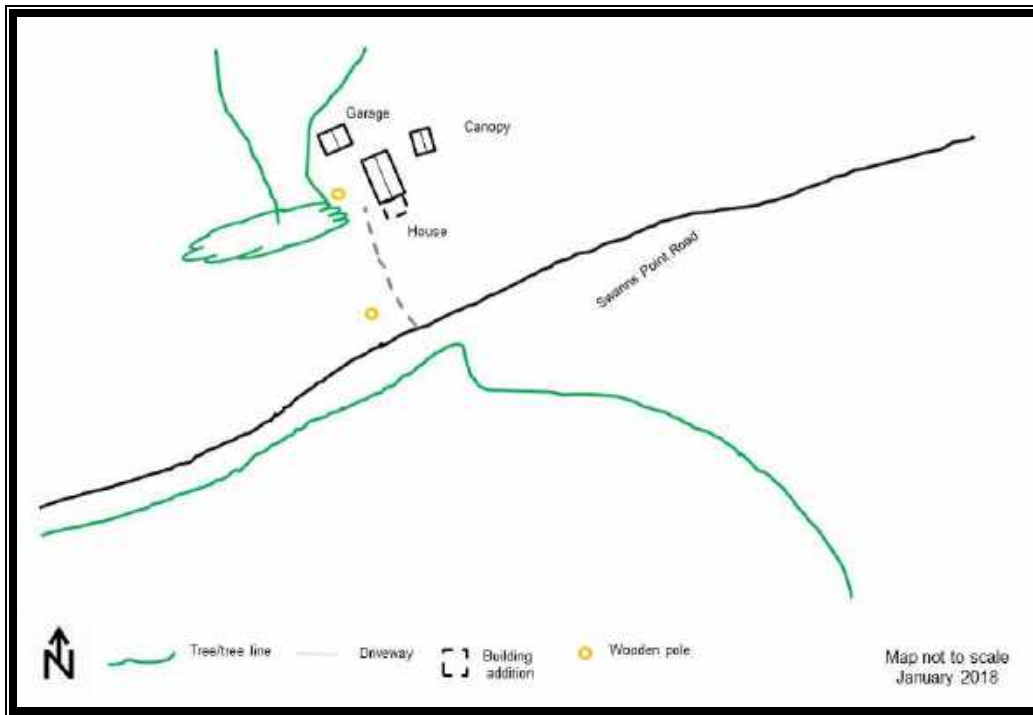 Garage
Canopy
House
Swanns Point Road
N
Tree/tree line
Driveway
Building
addition
Wooden pole
Map not to scale
January 2018